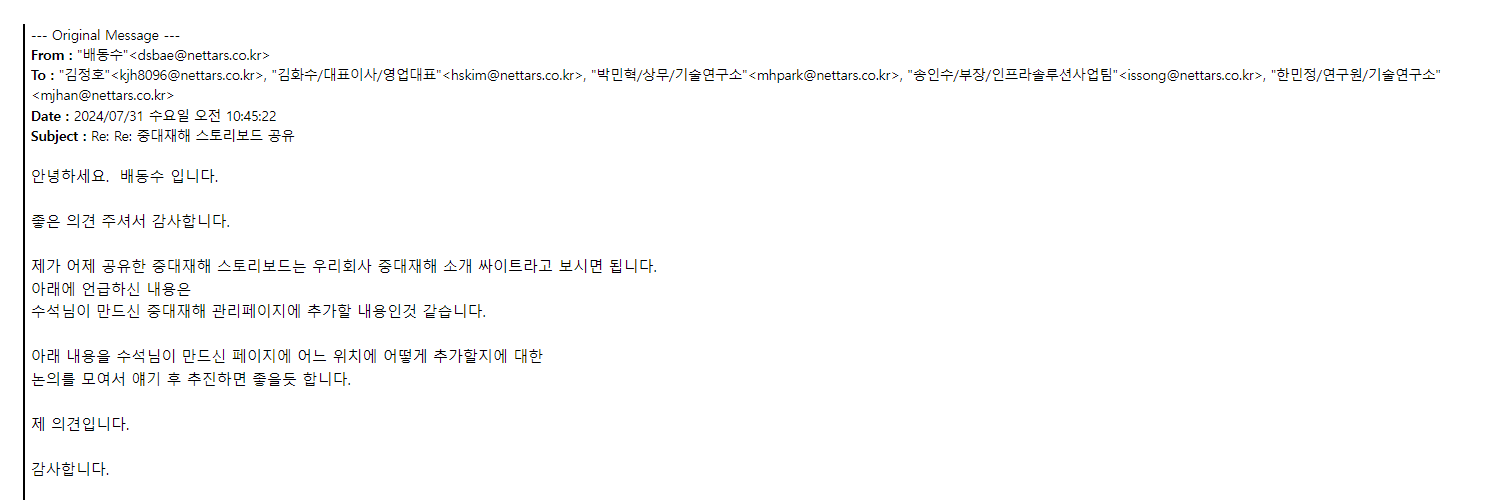 --- Original Message ---
From : "배동수"<dsbae@nettars.co.kr>
To : "김정호"<kjh8096@nettars.co.kr>, "김화수/대표이사/영업대표"<hskim@nettars.co.kr>, "박민혁/상무/기술연구소"<mhpark@nettars.co.kr>, "송인수/부장/인프라솔루션사업팀"<issong@nettars.co.kr>, "한민정/연구원/기술연구소"
<mjhan@nettars.co.kr>
Date : 2024/07/31 수요일 오전 10:45:22
Subject : Re: Re: 중대재해 스토리보드 공유
안녕하세요. 배동수 입니다.
좋은 의견 주셔서 감사합니다.
제가 어제 공유한 중대재해 스토리보드는 우리회사 중대재해 소개 싸이트라고 보시면 됩니다.
아래에 언급하신 내용은
수석님이 만드신 중대재해 관리페이지에 추가할 내용인것 같습니다.
아래 내용을 수석님이 만드신 페이지에 어느 위치에 어떻게 추가할지에 대한
논의를 모여서 얘기 후 추진하면 좋을듯 합니다.
제 의견입니다.
감사합니다.